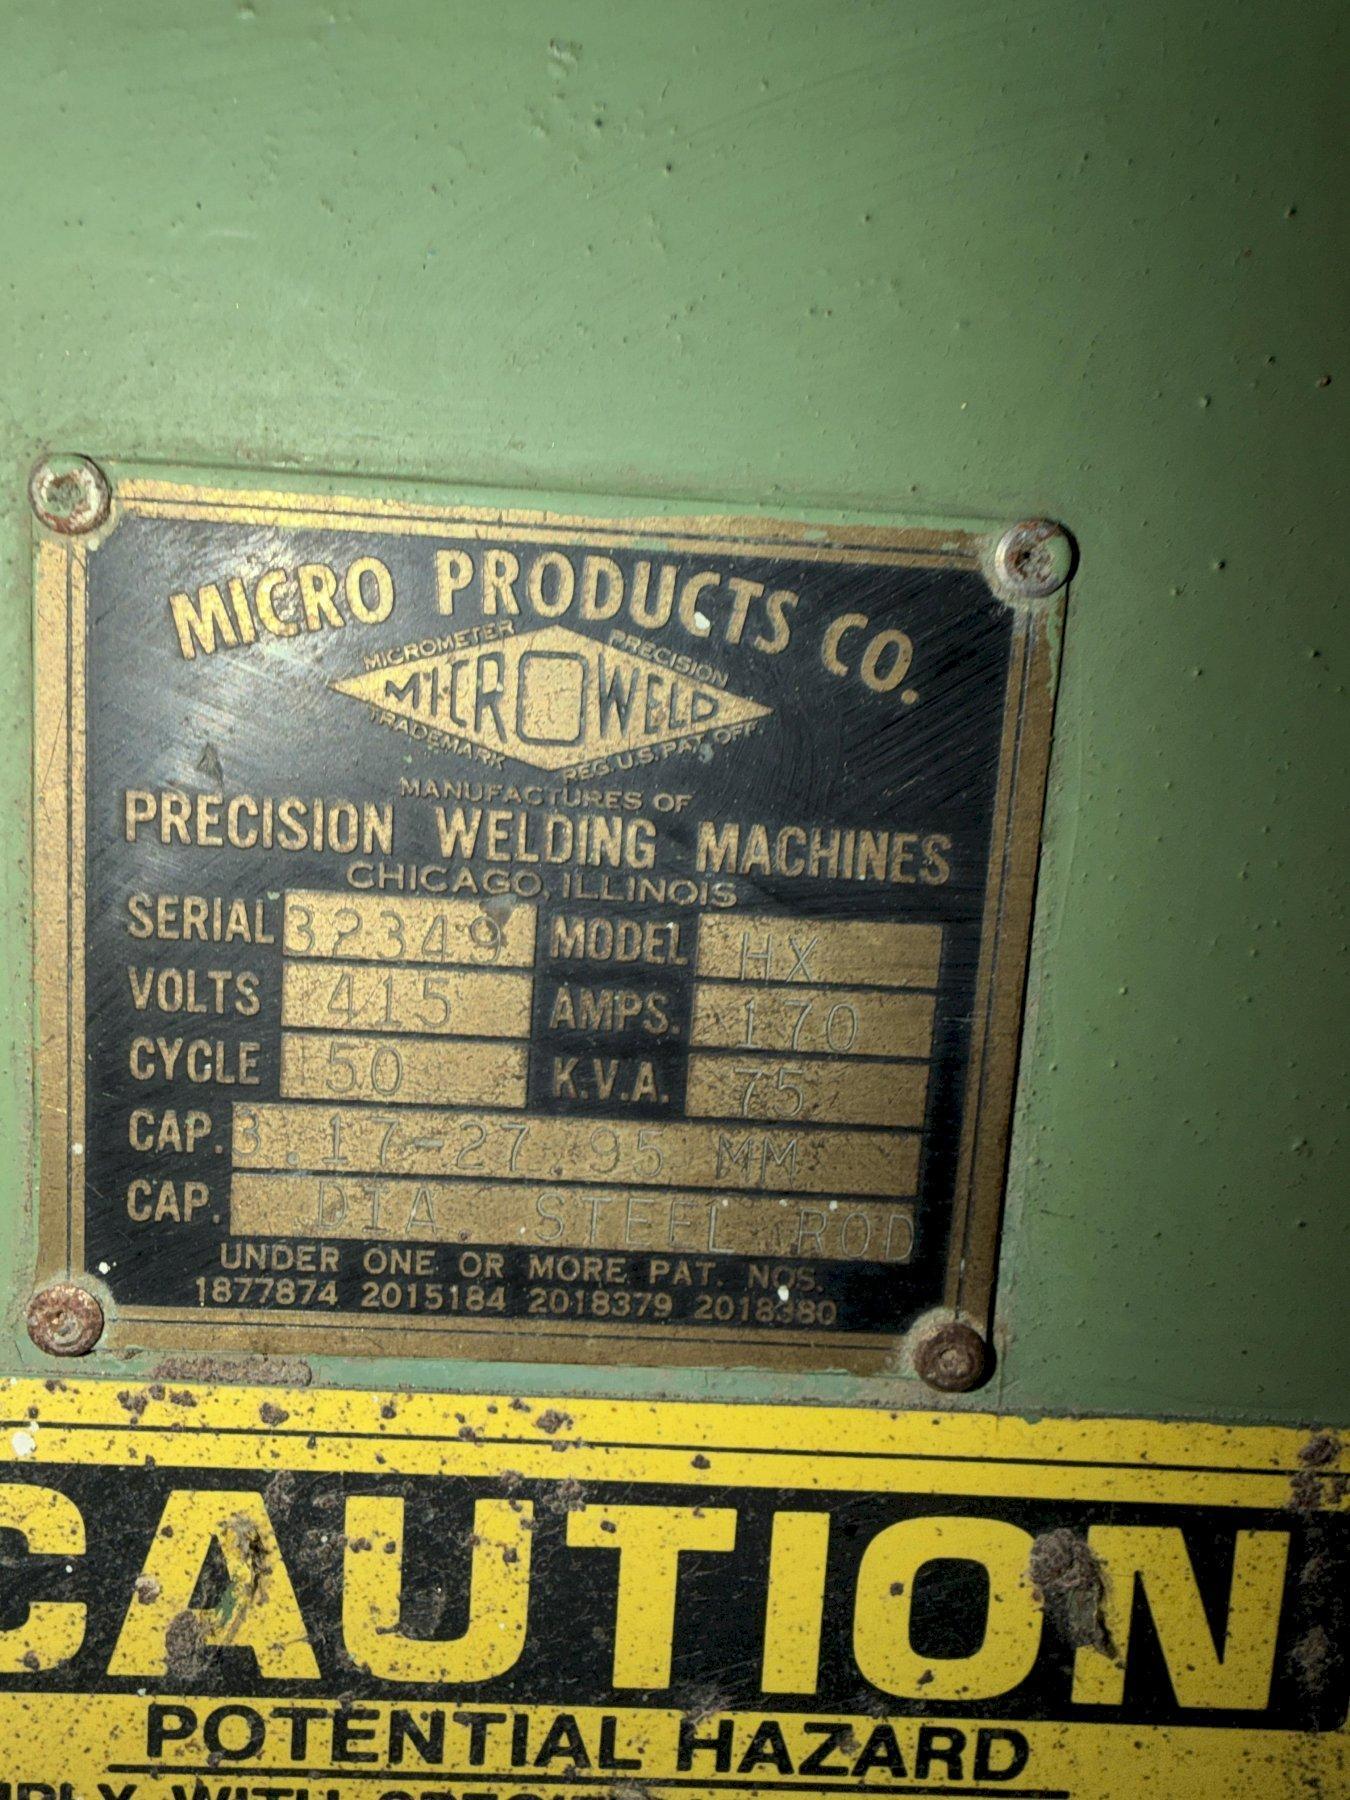 MICRO PRODUCTS CO.
MICROMETER PRECISION
MICROWELD
TRADEMARK REG. U.S. PAT. OFF.
MANUFACTURES OF
PRECISION WELDING MACHINES
CHICAGO, ILLINOIS
SERIAL 32349 MODEL HX
VOLTS 415 AMPS. 170
CYCLE 50 K.V.A. 75
CAP. 3.17-27.95 MM
CAP. DIA. STEEL ROD
UNDER ONE OR MORE PAT. NOS.
1877874 2015184 2018379 2018380
CAUTION
POTENTIAL HAZARD
WITH